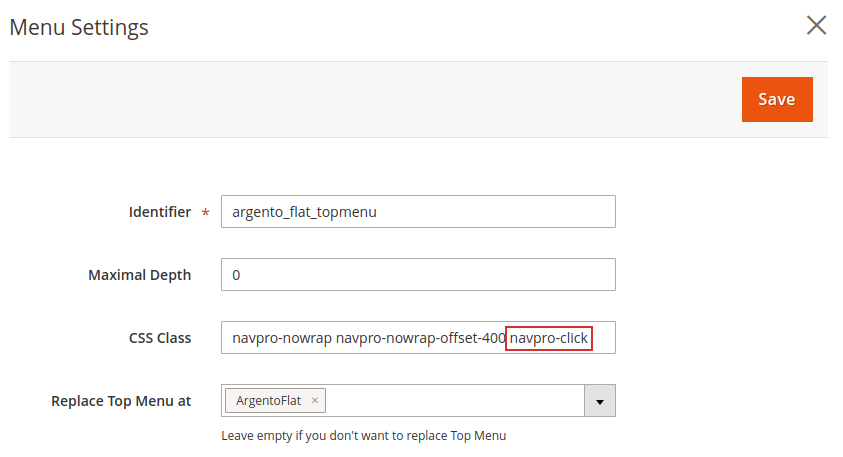 Menu Settings
Save
Identifier *
argento_flat_topmenu
Maximal Depth
0
CSS Class
navpro-nowrap navpro-nowrap-offset-400 navpro-click
Replace Top Menu at
ArgentoFlat ×
Leave empty if you don't want to replace Top Menu